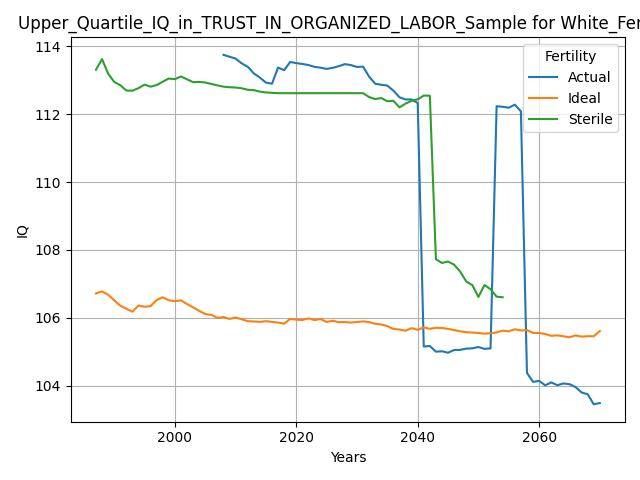 Upper_Quartile_IQ_in_TRUST_IN_ORGANIZED_LABOR_Sample for White_Fer
114
112
110
108
106
104
IQ
Fertility
Actual
Ideal
Sterile
2000
2020
2040
2060
Years